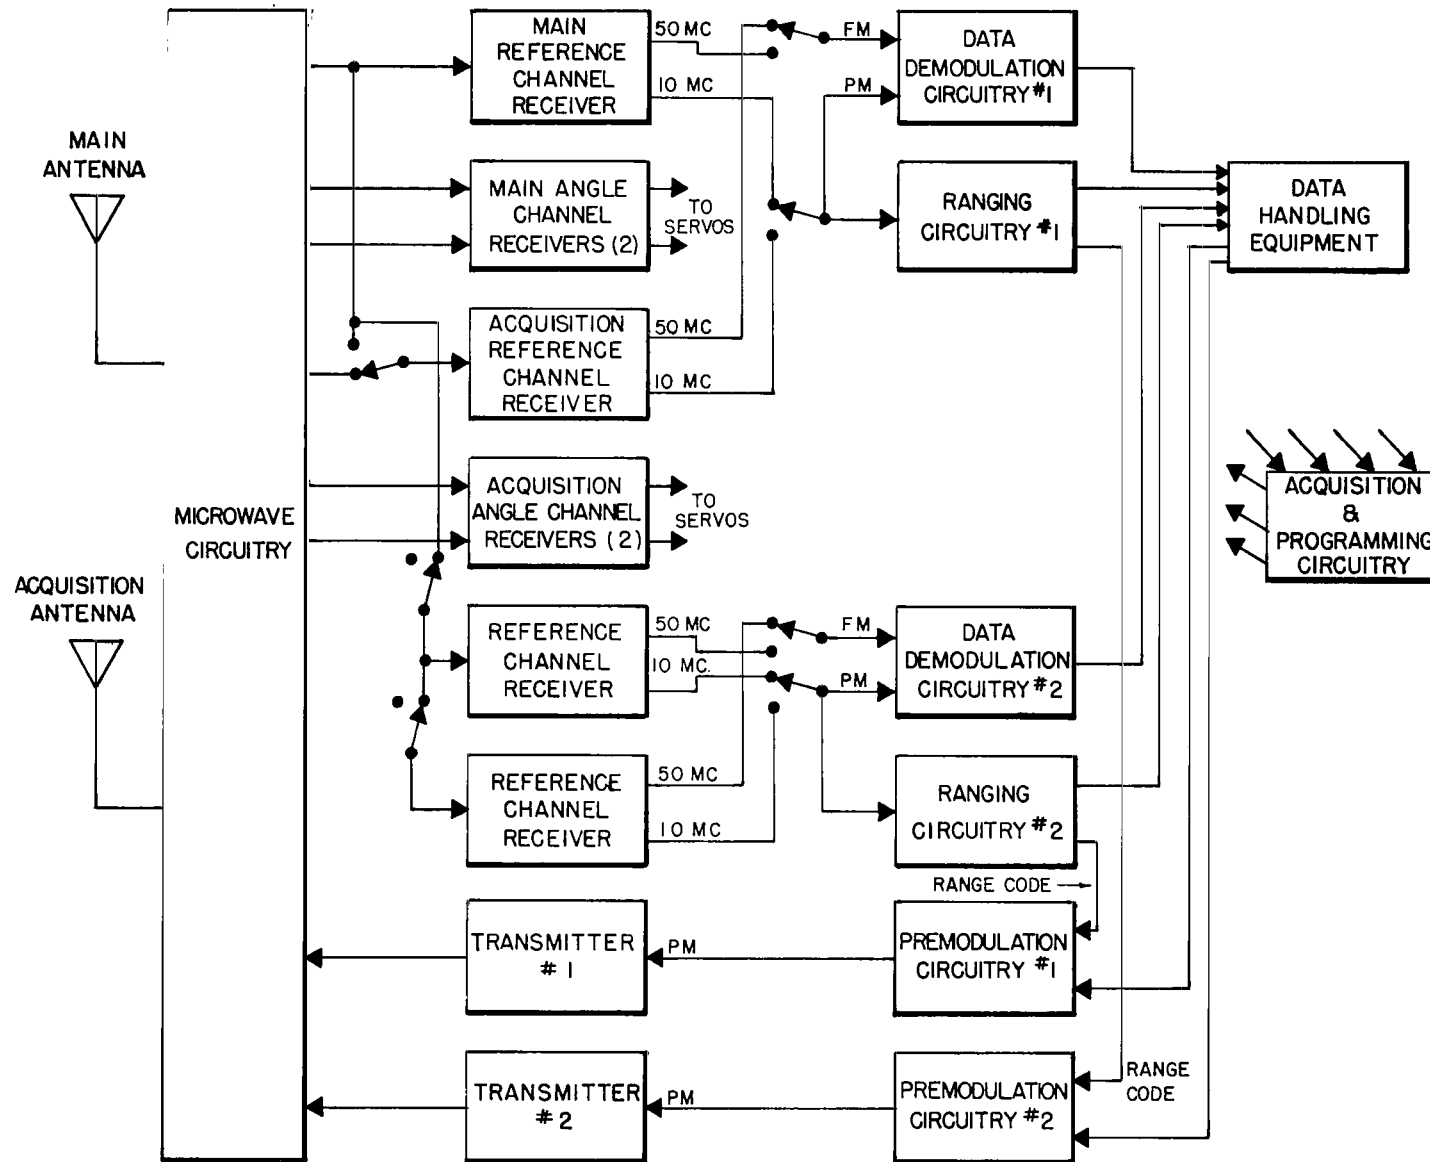 MAIN
ANTENNA
ACQUISITION
ANTENNA
MICROWAVE
CIRCUITRY
MAIN
REFERENCE
CHANNEL
RECEIVER
50 MC
10 MC
MAIN ANGLE
CHANNEL
RECEIVERS (2)
TO
SERVOS
ACQUISITION
REFERENCE
CHANNEL
RECEIVER
50 MC
10 MC
ACQUISITION
ANGLE CHANNEL
RECEIVERS (2)
TO
SERVOS
REFERENCE
CHANNEL
RECEIVER
50 MC
10 MC.
REFERENCE
CHANNEL
RECEIVER
50 MC
10 MC
TRANSMITTER
# 1
PM
TRANSMITTER
# 2
PM
FM
PM
DATA
DEMODULATION
CIRCUITRY #1
RANGING
CIRCUITRY #1
FM
PM
DATA
DEMODULATION
CIRCUITRY #2
RANGING
CIRCUITRY #2
RANGE CODE
PREMODULATION
CIRCUITRY #1
PREMODULATION
CIRCUITRY #2
RANGE
CODE
DATA
HANDLING
EQUIPMENT
ACQUISITION
&
PROGRAMMING
CIRCUITRY